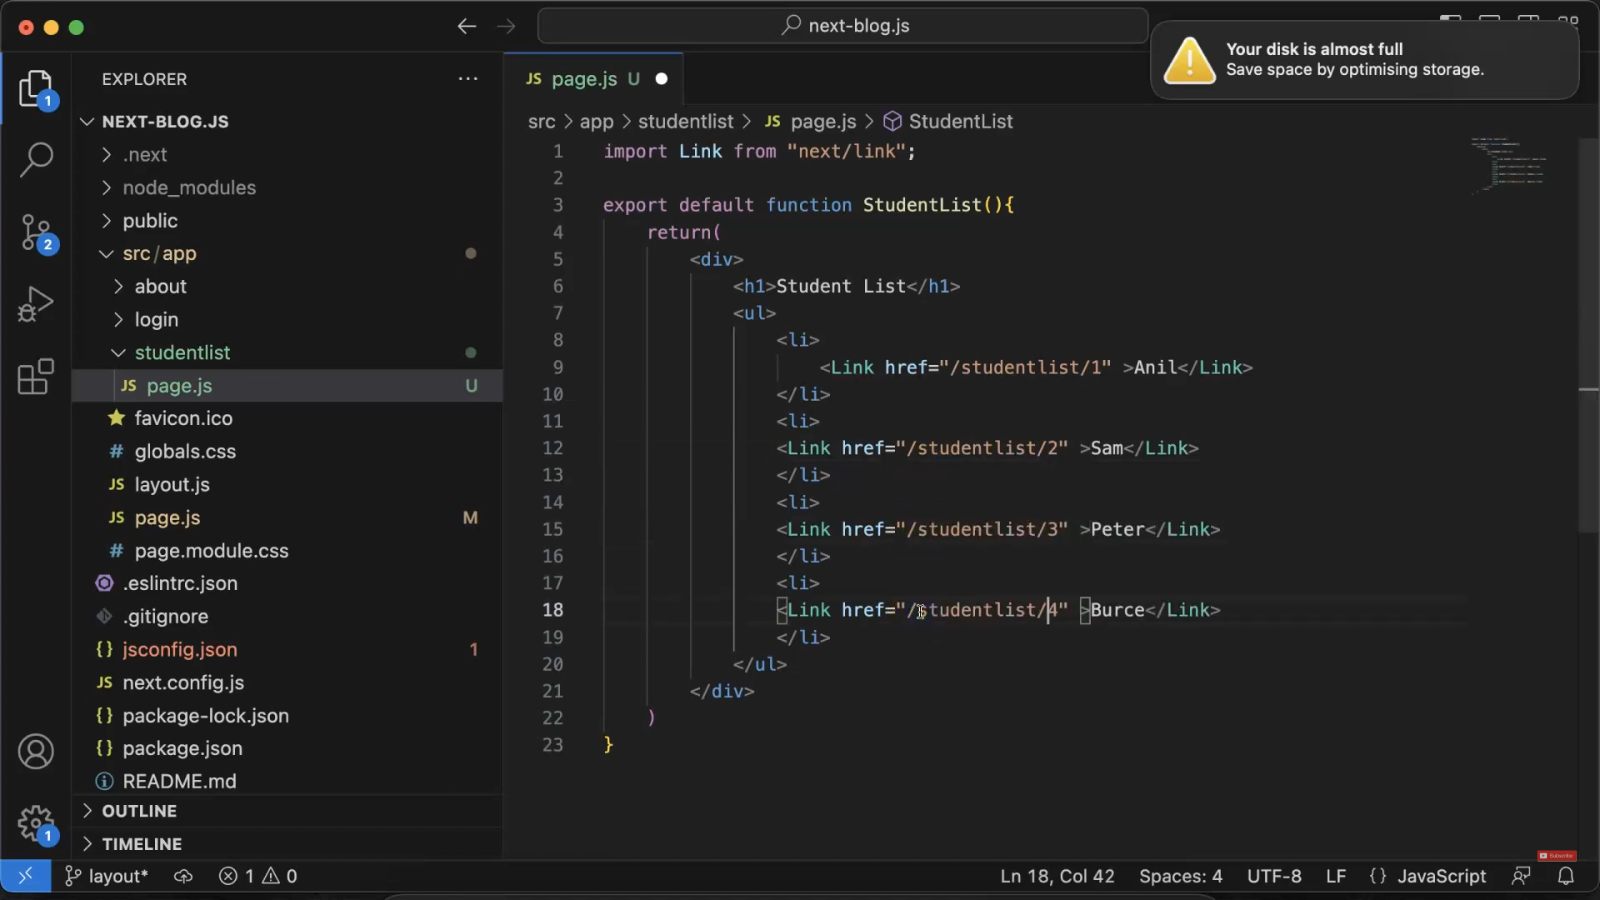 next-blog.js
Your disk is almost full
Save space by optimising storage.
EXPLORER
JS page.js U
src > app > studentlist > JS page.js > StudentList
1
NEXT-BLOG.JS
.next
node_modules
public
2
src/app
about
login
studentlist
JS page.js U
favicon.ico
# globals.css
JS layout.js
JS page.js M
# page.module.css
.eslintrc.json
.gitignore
{} jsconfig.json 1
JS next.config.js
{} package-lock.json
{} package.json
README.md
OUTLINE
1
TIMELINE
1 import Link from "next/link";
2
3 export default function StudentList(){
4 return(
5 <div>
6 <h1>Student List</h1>
7 <ul>
8 <li>
9 <Link href="/studentlist/1" >Anil</Link>
10 </li>
11 <li>
12 <Link href="/studentlist/2" >Sam</Link>
13 </li>
14 <li>
15 <Link href="/studentlist/3" >Peter</Link>
16 </li>
17 <li>
18 <Link href="/studentlist/4" >Burce</Link>
19 </li>
20 </ul>
21 </div>
22 )
23 }
Subscribe
layout* 1 0 Ln 18, Col 42 Spaces: 4 UTF-8 LF {} JavaScript